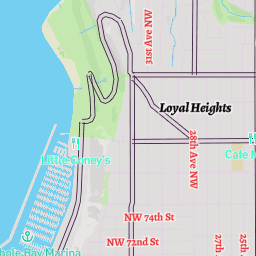 31st Ave NW
Loyal Heights
28th Ave NW
Little Coney's
Cafe
NW 74th St
NW 72nd St
Bay Marina
27th
25th